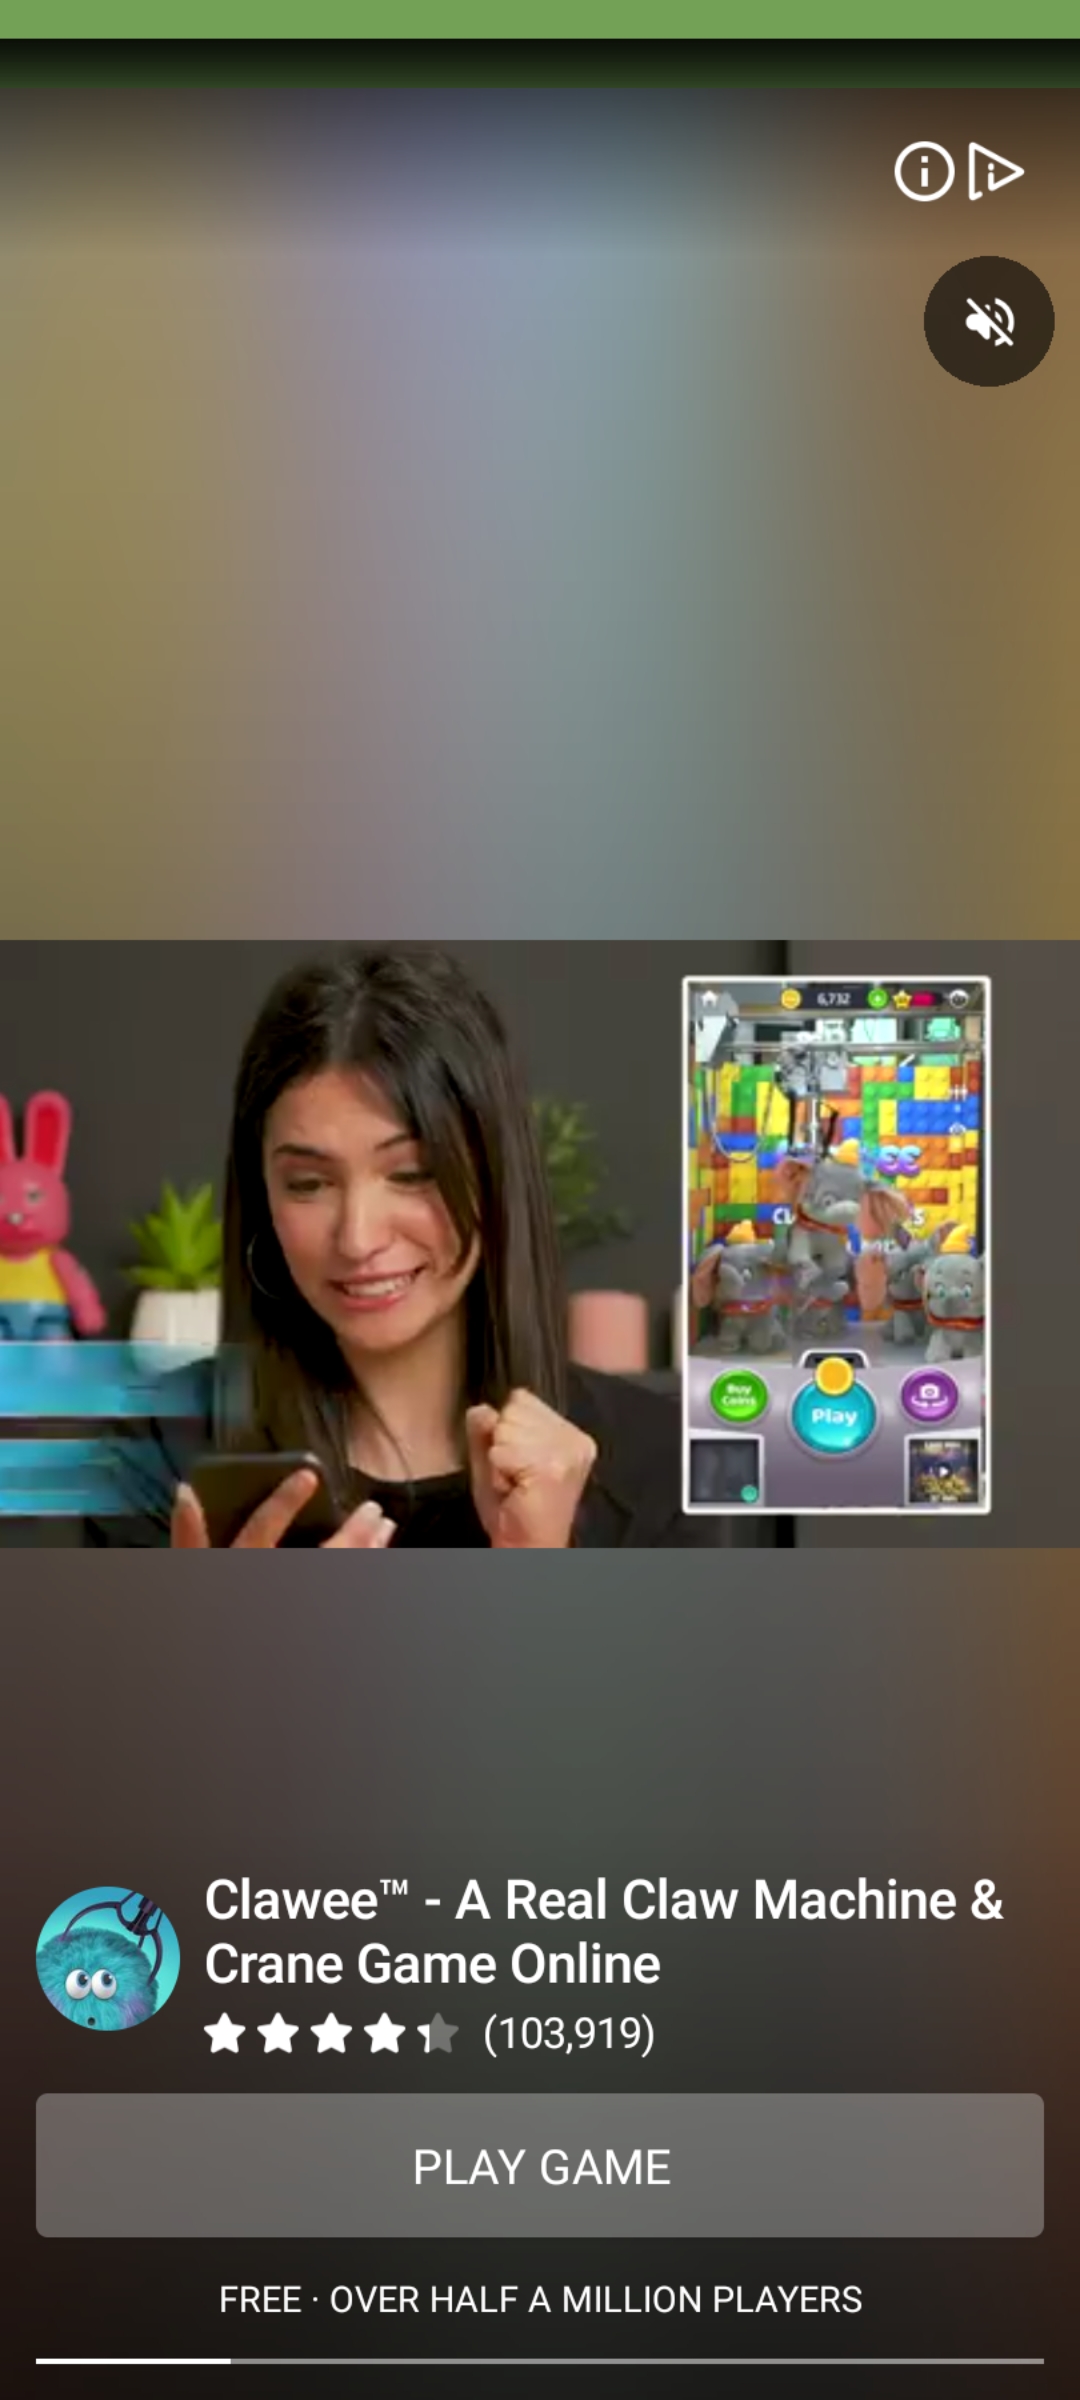 6,732
Buy
Coins
Play
Clawee™ - A Real Claw Machine &
Crane Game Online
(103,919)
PLAY GAME
FREE · OVER HALF A MILLION PLAYERS